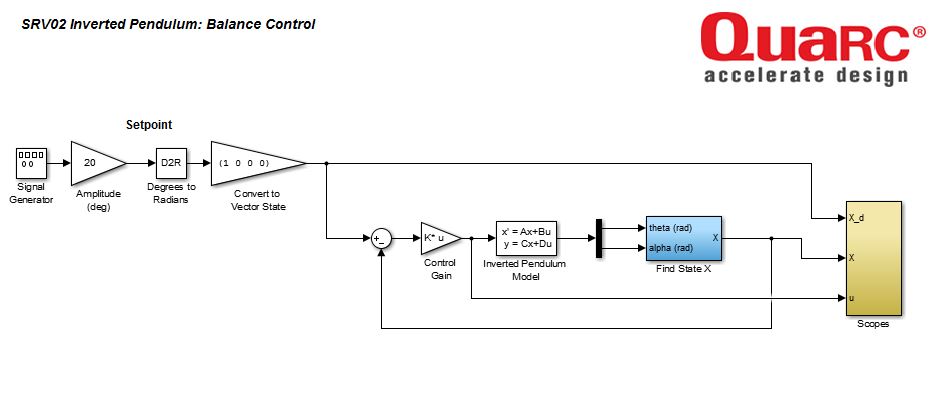 SRV02 Inverted Pendulum: Balance Control
QUARC®
accelerate design
Setpoint
Signal
Generator
20
Amplitude
(deg)
D2R
Degrees to
Radians
(1 0 0 0)
Convert to
Vector State
+
-
K* u
Control
Gain
x' = Ax+Bu
y = Cx+Du
Inverted Pendulum
Model
theta (rad)
alpha (rad)
X
Find State X
X_d
X
u
Scopes